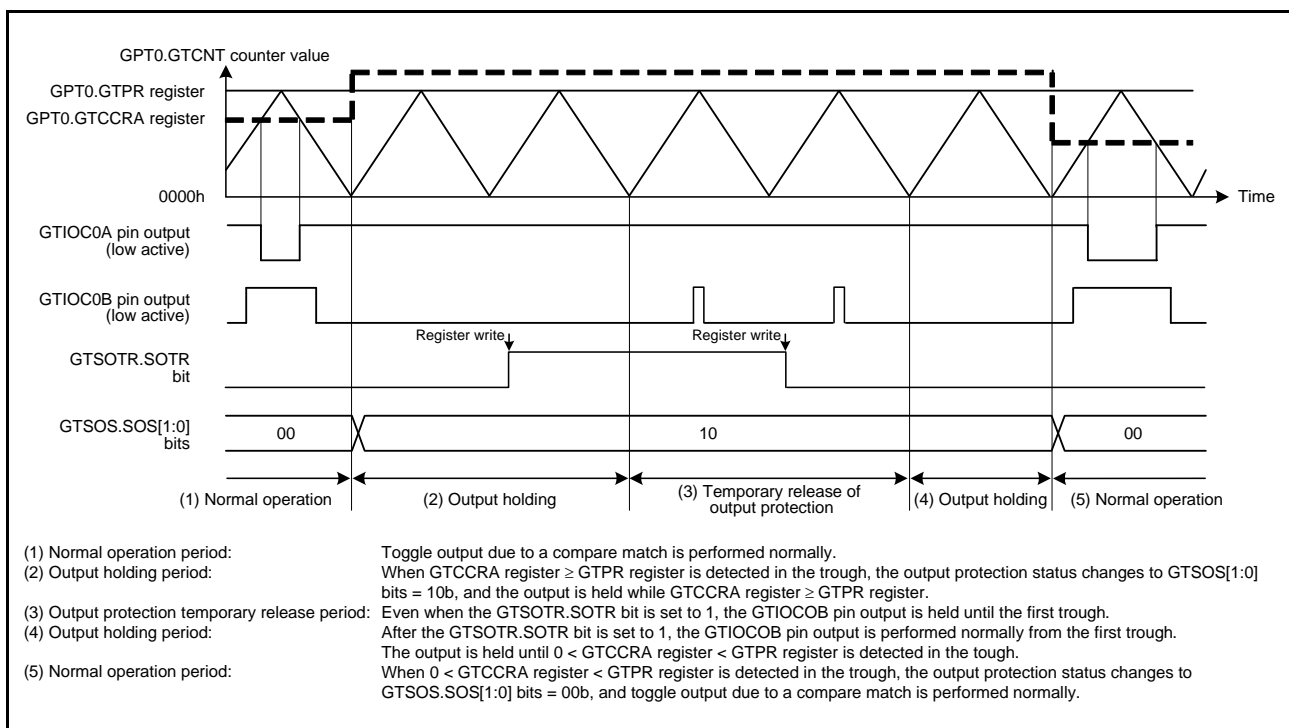 GPT0.GTCNT counter value
GPT0.GTPR register
GPT0.GTCCRA register
0000h
Time
GTIOC0A pin output
(low active)
GTIOC0B pin output
(low active)
Register write
Register write
GTSOTR.SOTR
bit
GTSOS.SOS[1:0]
bits
00
10
00
(1) Normal operation
(2) Output holding
(3) Temporary release of
output protection
(4) Output holding
(5) Normal operation
(1) Normal operation period: Toggle output due to a compare match is performed normally.
(2) Output holding period: When GTCCRA register ≥ GTPR register is detected in the trough, the output protection status changes to GTSOS[1:0]
bits = 10b, and the output is held while GTCCRA register ≥ GTPR register.
(3) Output protection temporary release period: Even when the GTSOTR.SOTR bit is set to 1, the GTIOCOB pin output is held until the first trough.
(4) Output holding period: After the GTSOTR.SOTR bit is set to 1, the GTIOCOB pin output is performed normally from the first trough.
The output is held until 0 < GTCCRA register < GTPR register is detected in the tough.
(5) Normal operation period: When 0 < GTCCRA register < GTPR register is detected in the trough, the output protection status changes to
GTSOS.SOS[1:0] bits = 00b, and toggle output due to a compare match is performed normally.